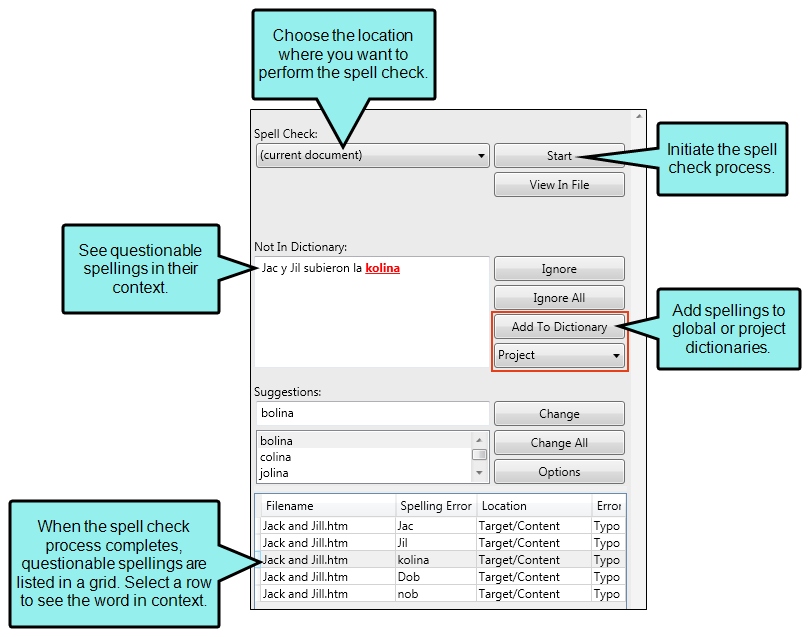 Choose the location
where you want to
perform the spell check.
Spell Check:
(current document)
Start
View In File
Initiate the spell
check process.
See questionable
spellings in their
context.
Not In Dictionary:
Jac y Jil subieron la kolina
Ignore
Ignore All
Add To Dictionary
Project
Add spellings to
global or project
dictionaries.
Suggestions:
bolina
Change
bolina
colina
jolina
Change All
Options
When the spell check
process completes,
questionable spellings are
listed in a grid. Select a row
to see the word in context.
Filename Spelling Error Location Error
Jack and Jill.htm Jac Target/Content Typo
Jack and Jill.htm Jil Target/Content Typo
Jack and Jill.htm kolina Target/Content Typo
Jack and Jill.htm Dob Target/Content Typo
Jack and Jill.htm nob Target/Content Typo